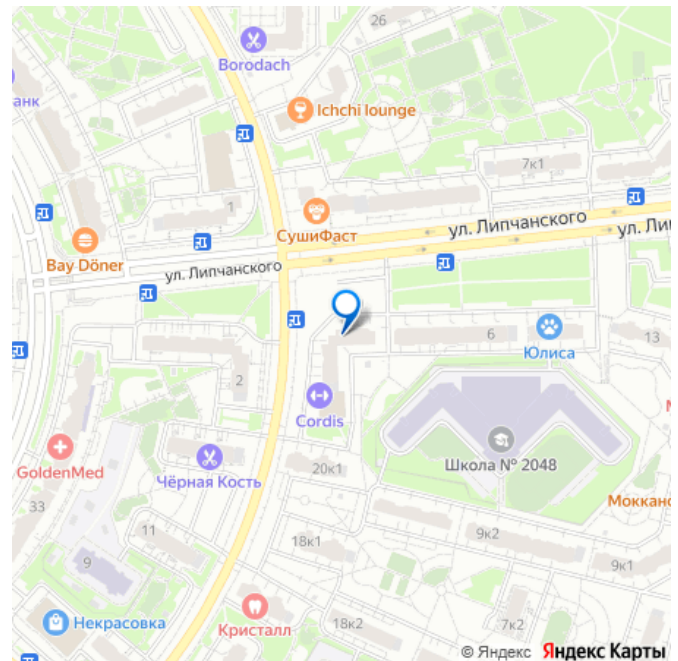 26
Borodach
анк
Ichchi lounge
7к1
1
СушиФаст
ул. Липчанского
ул. Ли
Bay Döner
ул. Липчанского
6
13
Юлиса
2
Cordis
GoldenMed
Чёрная Кость
20к1
Школа № 2048
33
Моккано
11
9к2
18к1
9
9к1
Некрасовка
Кристалл
18к2
7к2
© Яндекс Яндекс Карты